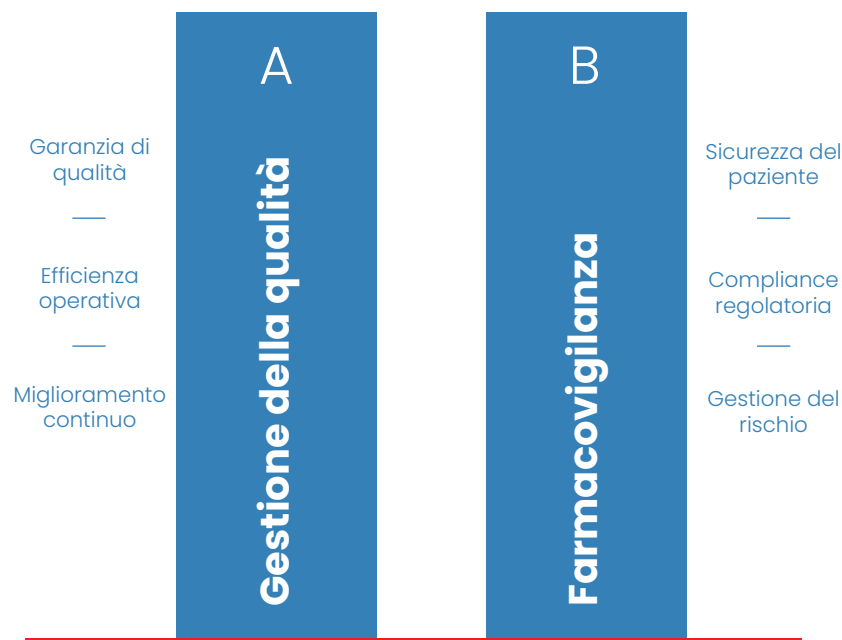 A
Gestione della qualità
Garanzia di
qualità
Efficienza
operativa
Miglioramento
continuo
B
Farmacovigilanza
Sicurezza del
paziente
Compliance
regolatoria
Gestione del
rischio